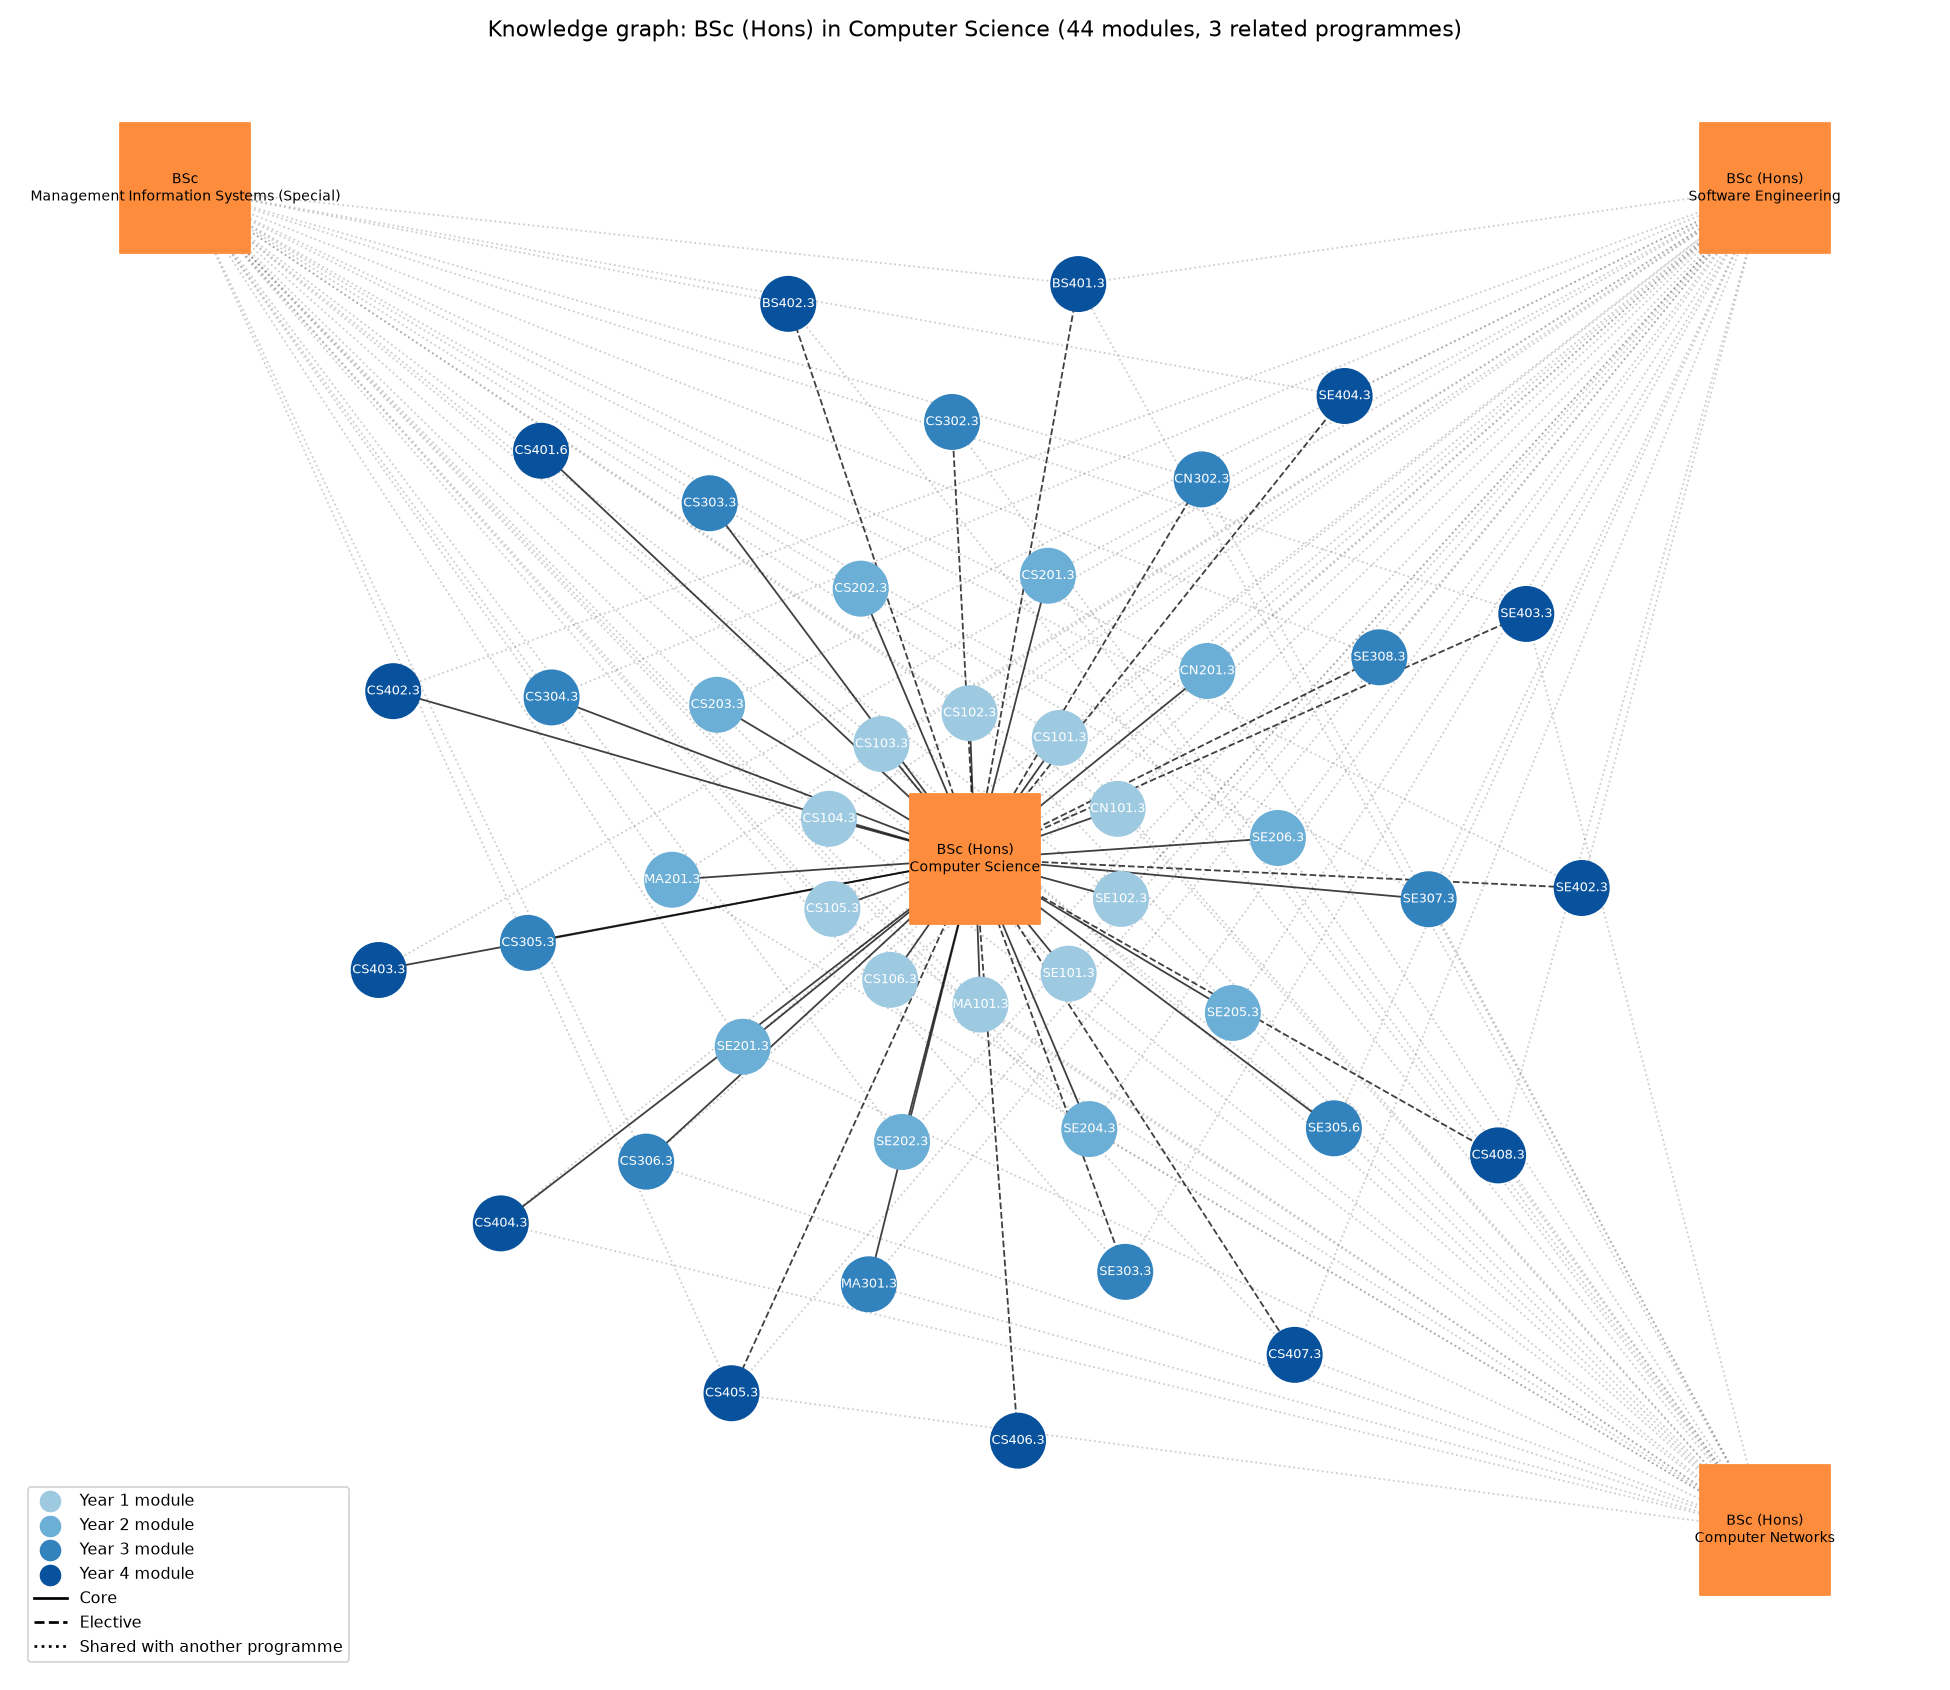 Knowledge graph: BSc (Hons) in Computer Science (44 modules, 3 related programmes)
BSc
Management Information Systems (Special)
BSc (Hons)
Software Engineering
BS401.3
BS402.3
SE404.3
CS302.3
CS401.6
CN302.3
CS303.3
CS201.3
CS202.3
SE403.3
SE308.3
CN201.3
CS402.3
CS304.3
CS203.3
CS102.3
CS101.3
CS103.3
CN101.3
CS104.3
SE206.3
BSc (Hons)
Computer Science
MA201.3
SE402.3
SE102.3
SE307.3
CS105.3
CS305.3
CS403.3
SE101.3
CS106.3
MA101.3
SE205.3
SE201.3
SE305.6
SE204.3
SE202.3
CS408.3
CS306.3
CS404.3
SE303.3
MA301.3
CS407.3
CS405.3
CS406.3
BSc (Hons)
Computer Networks
Year 1 module
Year 2 module
Year 3 module
Year 4 module
Core
Elective
Shared with another programme